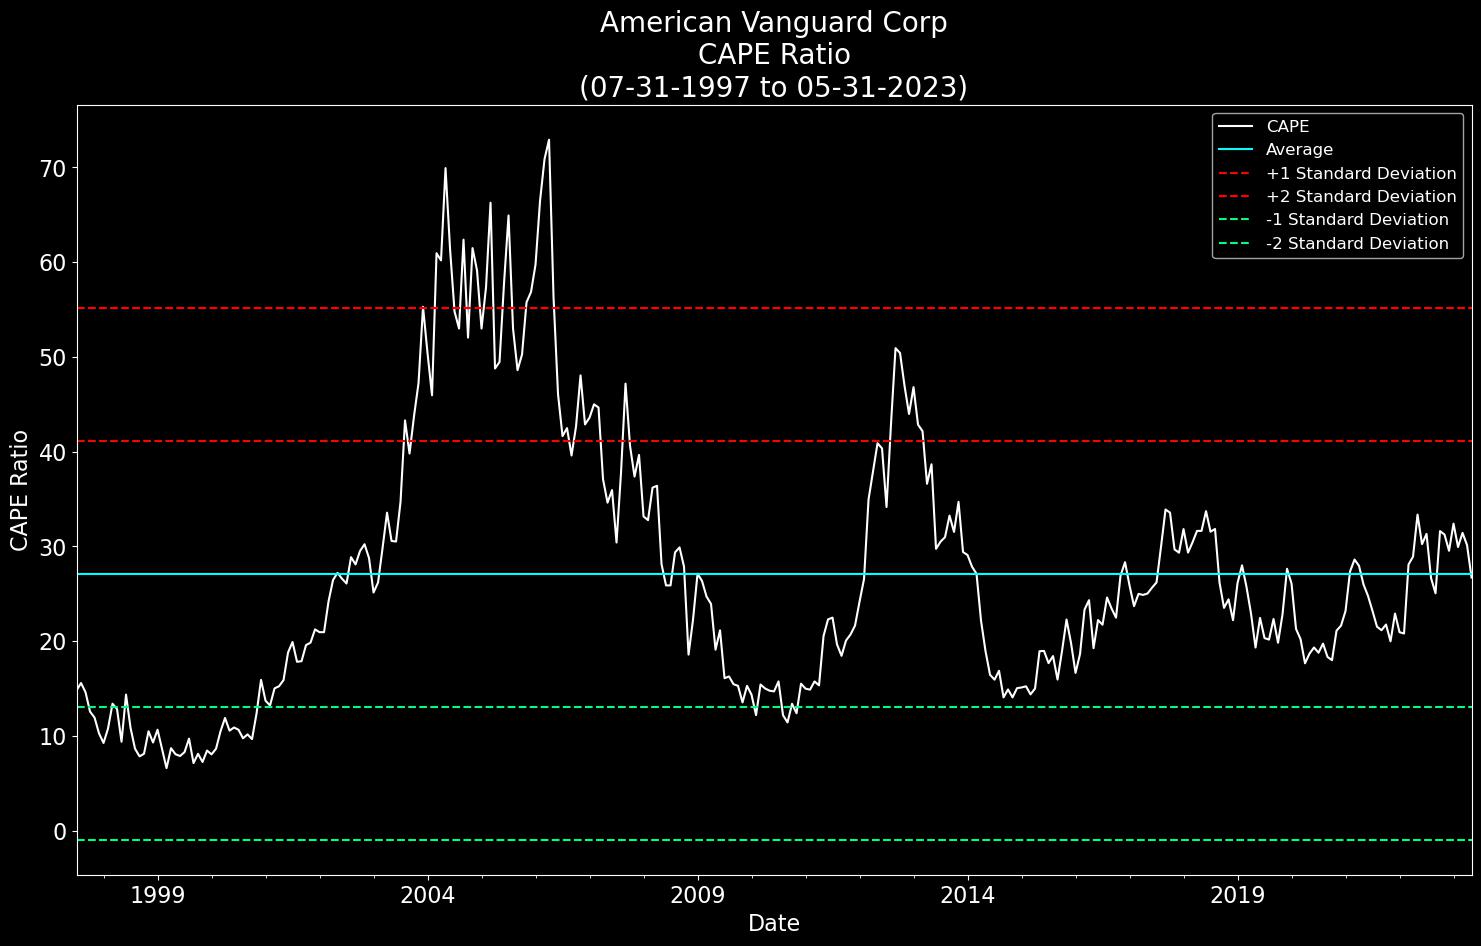 American Vanguard Corp
CAPE Ratio
(07-31-1997 to 05-31-2023)
CAPE
Average
+1 Standard Deviation
+2 Standard Deviation
-1 Standard Deviation
-2 Standard Deviation
CAPE Ratio
70
60
50
40
30
20
10
0
1999
2004
2009
2014
2019
Date